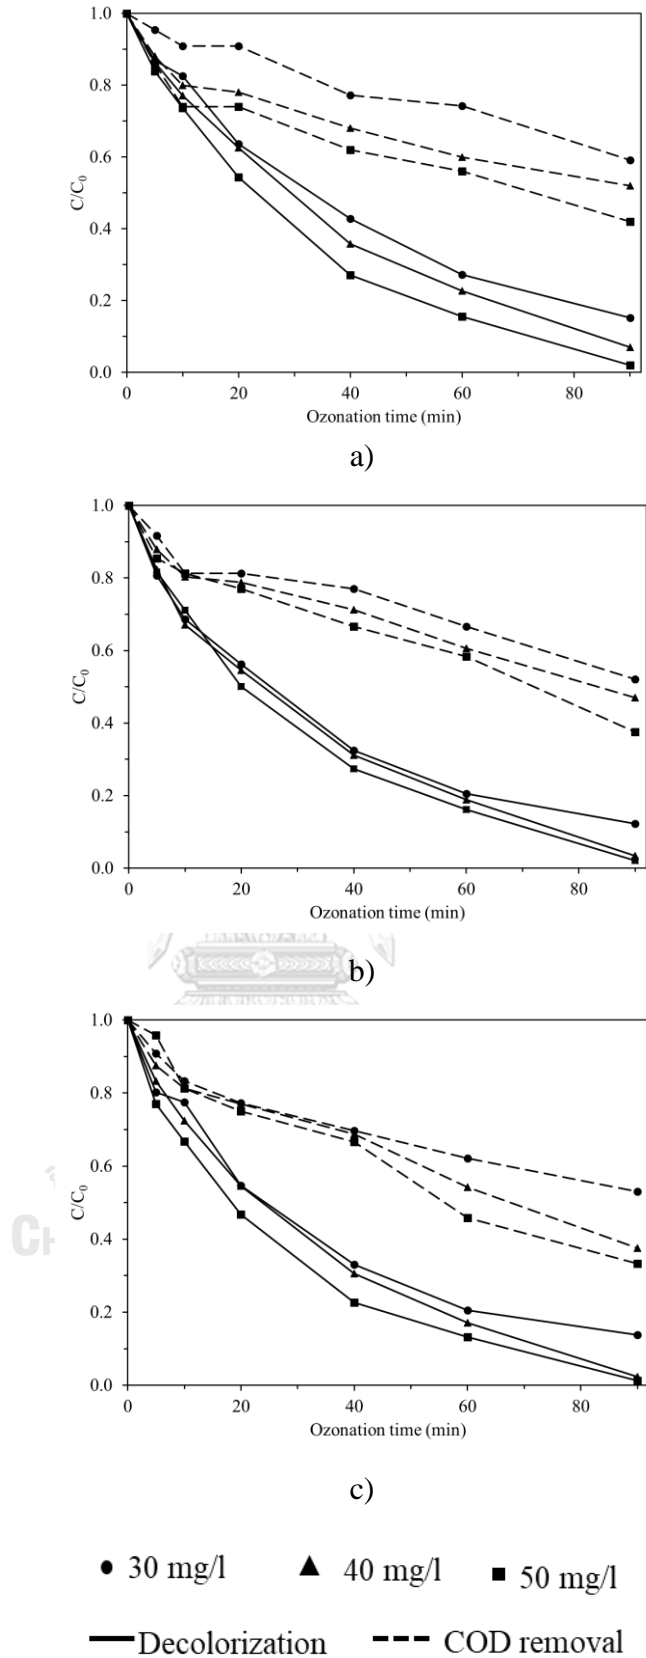 1.0
0.8
0.6
0.4
0.2
0.0
C/C₀
0 20 40 60 80
Ozonation time (min)
a)
1.0
0.8
0.6
0.4
0.2
0.0
C/C₀
0 20 40 60 80
Ozonation time (min)
b)
1.0
0.8
0.6
0.4
0.2
0.0
C/C₀
0 20 40 60 80
Ozonation time (min)
c)
30 mg/l 40 mg/l 50 mg/l
Decolorization COD removal